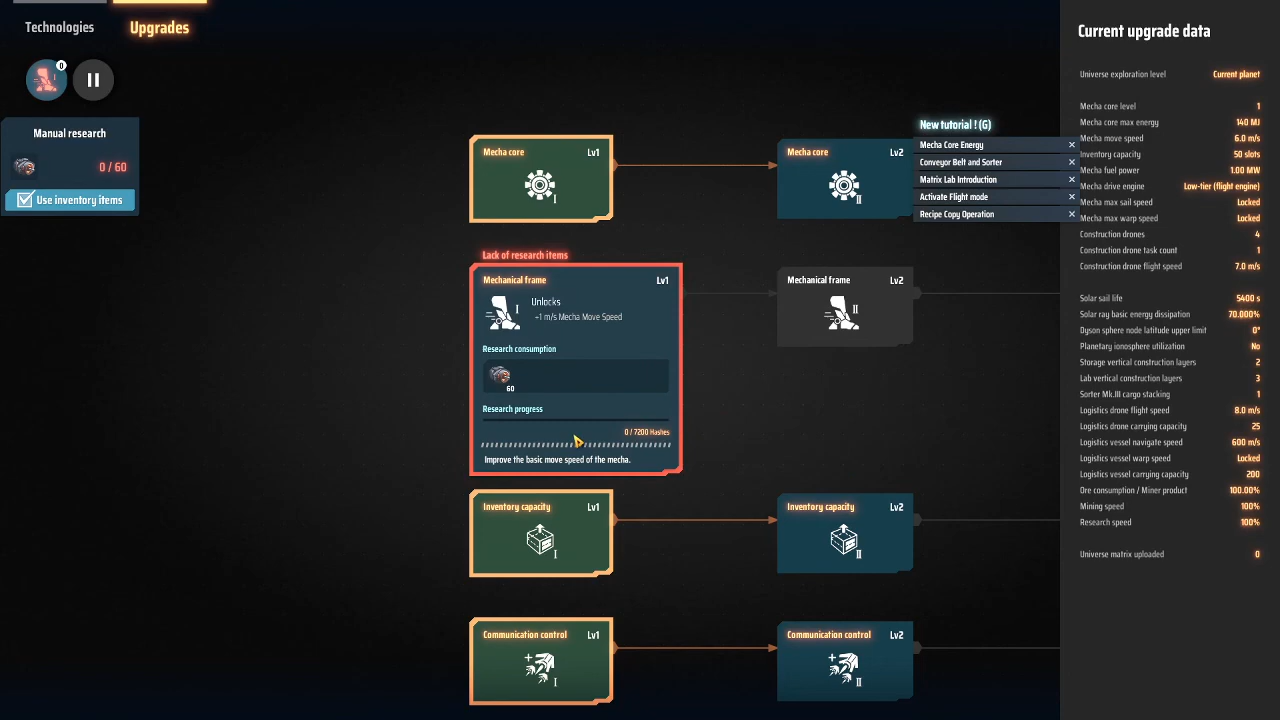 Technologies
Upgrades
0
Manual research
0 / 60
Use inventory items
Mecha core Lv1
I
Mecha core Lv2
II
New tutorial ! (G)
Mecha Core Energy ×
Conveyor Belt and Sorter ×
Matrix Lab Introduction ×
Activate Flight mode ×
Recipe Copy Operation ×
Lack of research items
Mechanical frame Lv1
I
Unlocks
+1 m/s Mecha Move Speed
Research consumption
60
Research progress
0 / 7200 Hashes
Improve the basic move speed of the mecha.
Mechanical frame Lv2
II
Inventory capacity Lv1
I
Inventory capacity Lv2
II
Communication control Lv1
I
Communication control Lv2
II
Current upgrade data
Universe exploration level Current planet
Mecha core level 1
Mecha core max energy 140 MJ
Mecha move speed 6.0 m/s
Inventory capacity 50 slots
Mecha fuel power 1.00 MW
Mecha drive engine Low-tier (flight engine)
Mecha max sail speed Locked
Mecha max warp speed Locked
Construction drones 4
Construction drone task count 1
Construction drone flight speed 7.0 m/s
Solar sail life 5400 s
Solar ray basic energy dissipation 70.000%
Dyson sphere node latitude upper limit 0°
Planetary ionosphere utilization No
Storage vertical construction layers 2
Lab vertical construction layers 3
Sorter Mk.III cargo stacking 1
Logistics drone flight speed 8.0 m/s
Logistics drone carrying capacity 25
Logistics vessel navigate speed 600 m/s
Logistics vessel warp speed Locked
Logistics vessel carrying capacity 200
Ore consumption / Miner product 100.00%
Mining speed 100%
Research speed 100%
Universe matrix uploaded 0